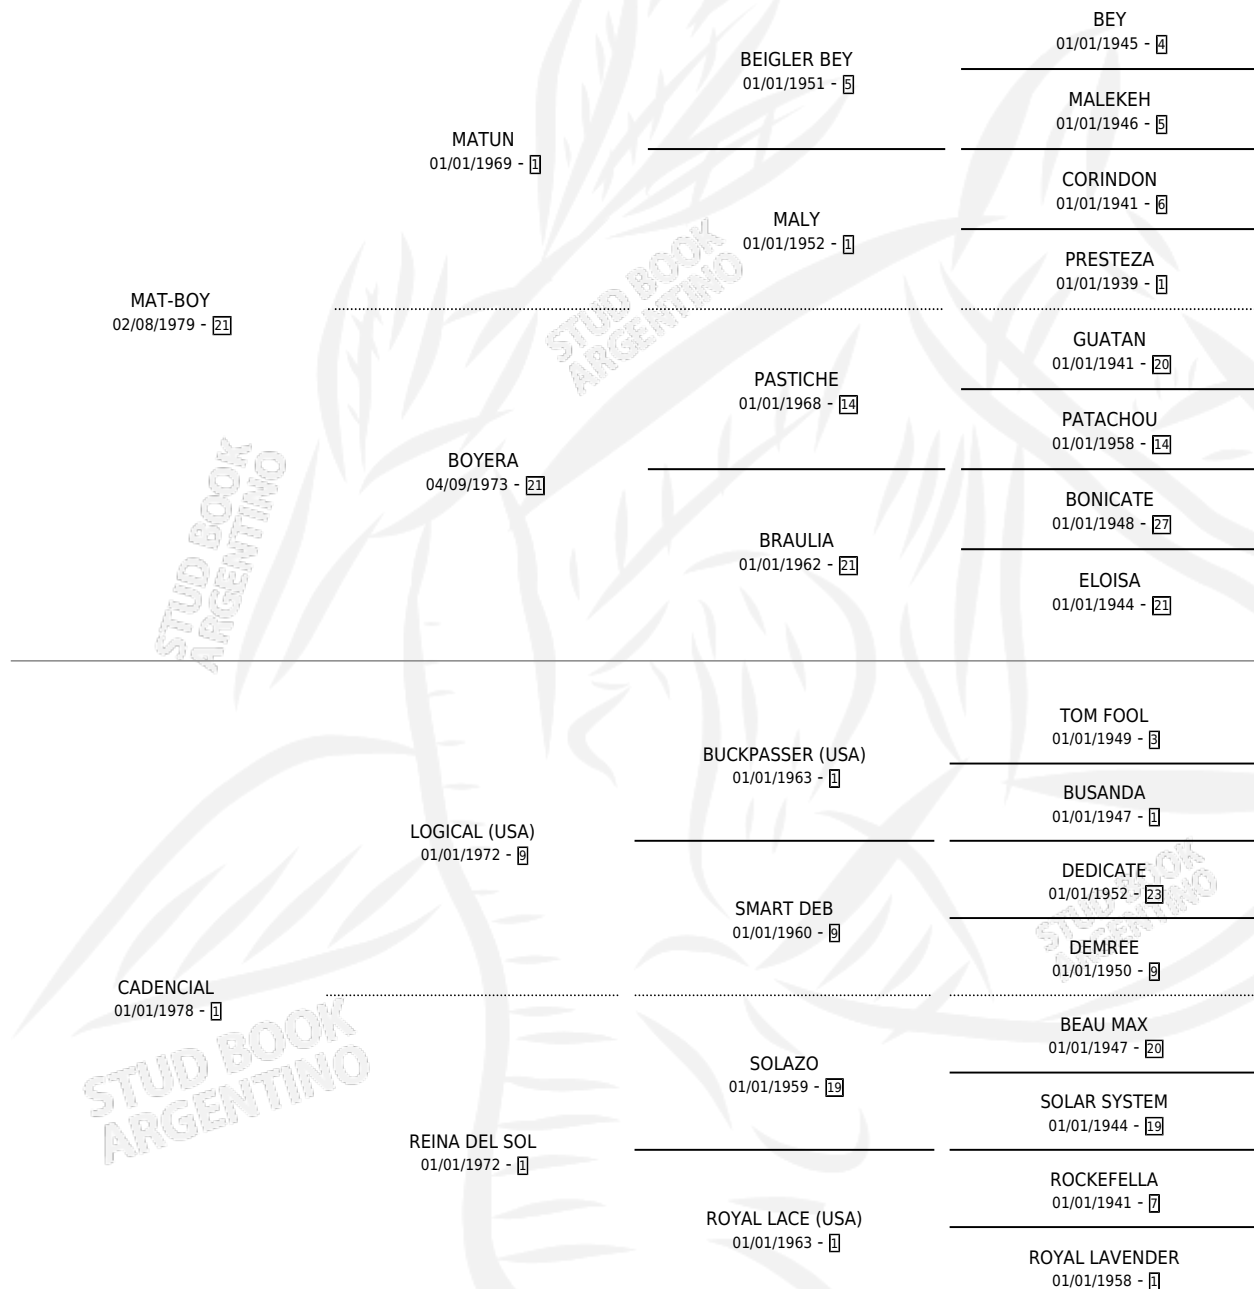 BEY
01/01/1945 - 4
BEIGLER BEY
01/01/1951 - 5
MALEKEH
01/01/1946 - 5
MATUN
01/01/1969 - 1
CORINDON
01/01/1941 - 6
MALY
01/01/1952 - 1
PRESTEZA
01/01/1939 - 1
MAT-BOY
02/08/1979 - 21
GUATAN
01/01/1941 - 20
PASTICHE
01/01/1968 - 14
PATACHOU
01/01/1958 - 14
BOYERA
04/09/1973 - 21
BONICATE
01/01/1948 - 27
BRAULIA
01/01/1962 - 21
ELOISA
01/01/1944 - 21
TOM FOOL
01/01/1949 - 3
BUCKPASSER (USA)
01/01/1963 - 1
BUSANDA
01/01/1947 - 1
LOGICAL (USA)
01/01/1972 - 9
DEDICATE
01/01/1952 - 23
SMART DEB
01/01/1960 - 9
DEMREE
01/01/1950 - 9
CADENCIAL
01/01/1978 - 1
BEAU MAX
01/01/1947 - 20
SOLAZO
01/01/1959 - 19
SOLAR SYSTEM
01/01/1944 - 19
REINA DEL SOL
01/01/1972 - 1
ROCKEFELLA
01/01/1941 - 7
ROYAL LACE (USA)
01/01/1963 - 1
ROYAL LAVENDER
01/01/1958 - 1
STUD BOOK
ARGENTINO
STUD BOOK
ARGENTINO
STUD BOOK
ARGENTINO
STUD BOOK
ARGENTINO